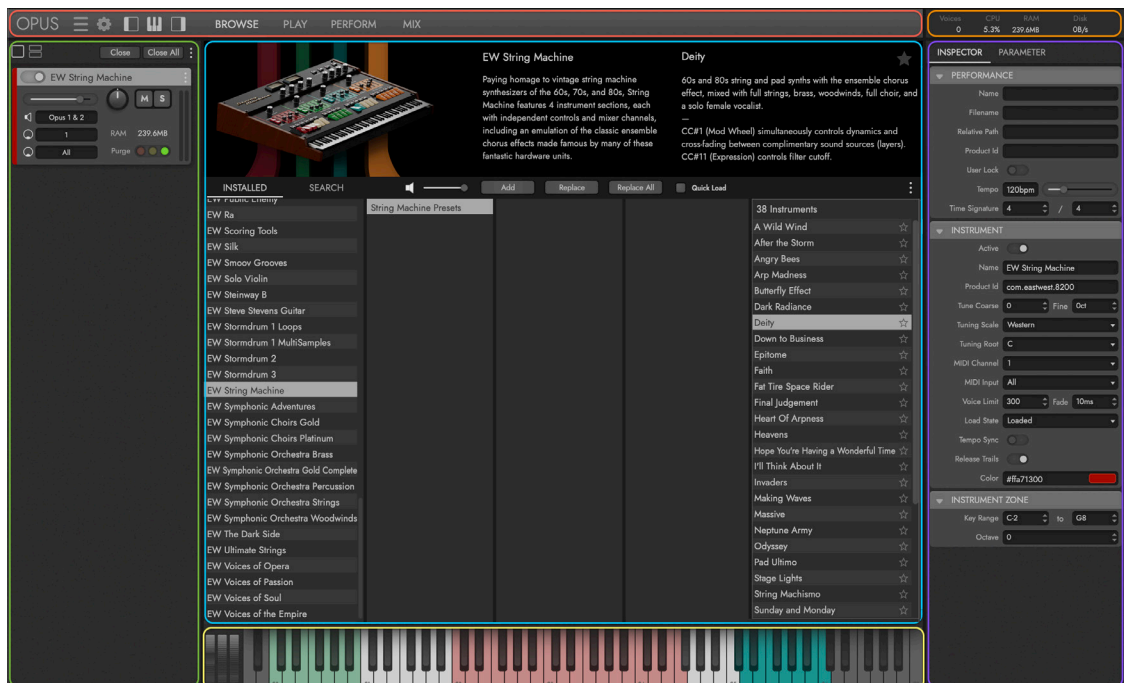 OPUS
BROWSE PLAY PERFORM MIX
Voices CPU RAM Disk
0 5.3% 239.6MB 0B/s
Close Close All
EW String Machine
M S
Opus 1 & 2
1 RAM 239.6MB
All Purge
EW String Machine
Paying homage to vintage string machine
synthesizers of the 60s, 70s, and 80s, String
Machine features 4 instrument sections, each
with independent controls and mixer channels,
including an emulation of the classic ensemble
chorus effects made famous by many of these
fantastic hardware units.
Deity
60s and 80s string and pad synths with the ensemble chorus
effect, mixed with full strings, brass, woodwinds, full choir, and
a solo female vocalist.
—
CC#1 (Mod Wheel) simultaneously controls dynamics and
cross-fading between complimentary sound sources (layers).
CC#11 (Expression) controls filter cutoff.
INSTALLED SEARCH Add Replace Replace All Quick Load
EW Public Enemy
EW Ra
EW Scoring Tools
EW Silk
EW Smoov Grooves
EW Solo Violin
EW Steinway B
EW Steve Stevens Guitar
EW Stormdrum 1 Loops
EW Stormdrum 1 MultiSamples
EW Stormdrum 2
EW Stormdrum 3
EW String Machine
EW Symphonic Adventures
EW Symphonic Choirs Gold
EW Symphonic Choirs Platinum
EW Symphonic Orchestra Brass
EW Symphonic Orchestra Gold Complete
EW Symphonic Orchestra Percussion
EW Symphonic Orchestra Strings
EW Symphonic Orchestra Woodwinds
EW The Dark Side
EW Ultimate Strings
EW Voices of Opera
EW Voices of Passion
EW Voices of Soul
EW Voices of the Empire
String Machine Presets
38 Instruments
A Wild Wind
After the Storm
Angry Bees
Arp Madness
Butterfly Effect
Dark Radiance
Deity
Down to Business
Epitome
Faith
Fat Tire Space Rider
Final Judgement
Heart Of Arpness
Heavens
Hope You're Having a Wonderful Time
I'll Think About It
Invaders
Making Waves
Massive
Neptune Army
Odyssey
Pad Ultimo
Stage Lights
String Machismo
Sunday and Monday
INSPECTOR PARAMETER
PERFORMANCE
Name
Filename
Relative Path
Product Id
User Lock
Tempo 120bpm
Time Signature 4 / 4
INSTRUMENT
Active
Name EW String Machine
Product Id com.eastwest.8200
Tune Coarse 0 Fine 0ct
Tuning Scale Western
Tuning Root C
MIDI Channel 1
MIDI Input All
Voice Limit 300 Fade 10ms
Load State Loaded
Tempo Sync
Release Trails
Color #ffa71300
INSTRUMENT ZONE
Key Range C-2 to G8
Octave 0